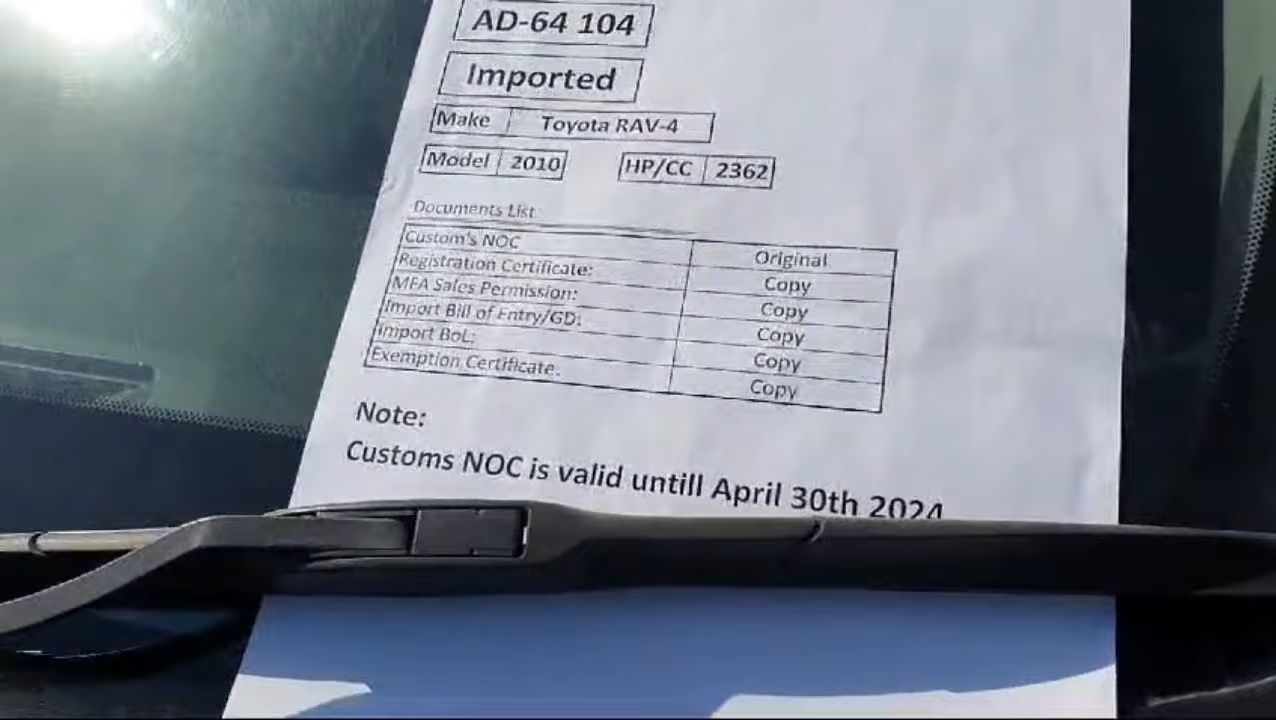 AD-64 104
Imported
Make Toyota RAV-4
Model 2010 HP/CC 2362
Documents List
Custom's NOC Original
Registration Certificate: Copy
MFA Sales Permission: Copy
Import Bill of Entry/GD: Copy
Import BoL: Copy
Exemption Certificate. Copy
Note:
Customs NOC is valid untill April 30th 2024